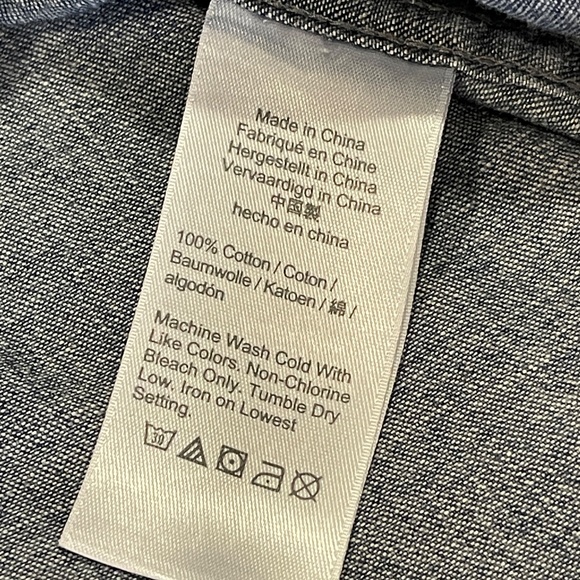 Made in China
Fabriqué en Chine
Hergestellt in China
Vervaardigd in China
中国製
hecho en china
100% Cotton / Coton /
Baumwolle / Katoen / 綿 /
algodón
Machine Wash Cold With
Like Colors, Non-Chlorine
Bleach Only, Tumble Dry
Low, Iron on Lowest
Setting.
30